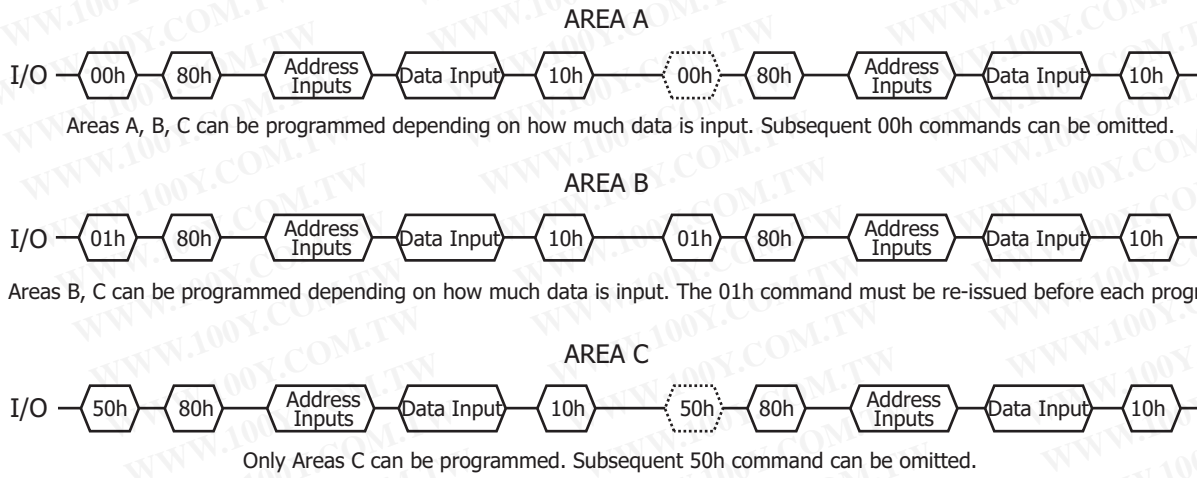 AREA A
I/O 00h 80h Address Inputs Data Input 10h 00h 80h Address Inputs Data Input 10h
Areas A, B, C can be programmed depending on how much data is input. Subsequent 00h commands can be omitted.
AREA B
I/O 01h 80h Address Inputs Data Input 10h 01h 80h Address Inputs Data Input 10h
Areas B, C can be programmed depending on how much data is input. The 01h command must be re-issued before each progr
AREA C
I/O 50h 80h Address Inputs Data Input 10h 50h 80h Address Inputs Data Input 10h
Only Areas C can be programmed. Subsequent 50h command can be omitted.
WWW.100Y.COM.TW